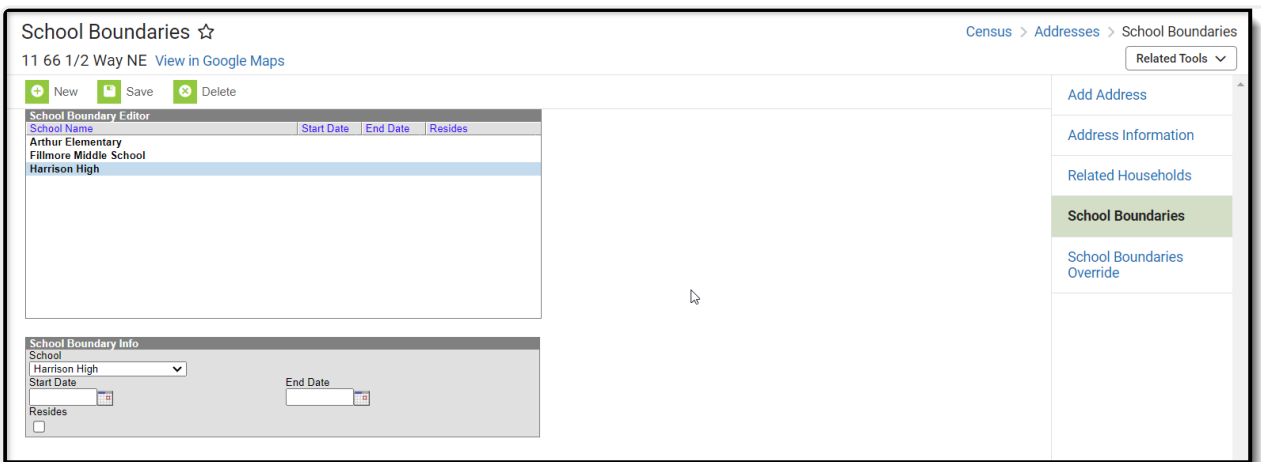 School Boundaries
Census > Addresses > School Boundaries
11 66 1/2 Way NE View in Google Maps
Related Tools
New Save Delete
School Boundary Editor
School Name Start Date End Date Resides
Arthur Elementary
Fillmore Middle School
Harrison High
School Boundary Info
School
Harrison High
Start Date End Date
Resides
Add Address
Address Information
Related Households
School Boundaries
School Boundaries
Override